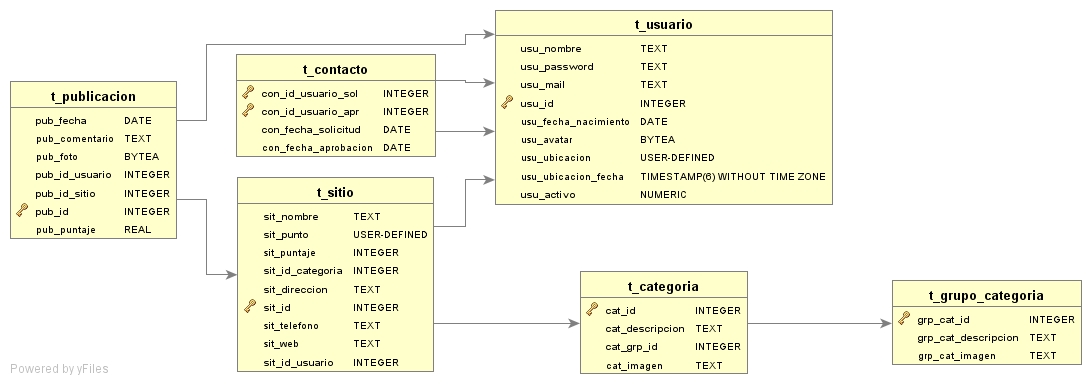 t_usuario
usu_nombre TEXT
usu_password TEXT
usu_mail TEXT
usu_id INTEGER
usu_fecha_nacimiento DATE
usu_avatar BYTEA
usu_ubicacion USER-DEFINED
usu_ubicacion_fecha TIMESTAMP(6) WITHOUT TIME ZONE
usu_activo NUMERIC
t_contacto
con_id_usuario_sol INTEGER
con_id_usuario_apr INTEGER
con_fecha_solicitud DATE
con_fecha_aprobacion DATE
t_publicacion
pub_fecha DATE
pub_comentario TEXT
pub_foto BYTEA
pub_id_usuario INTEGER
pub_id_sitio INTEGER
pub_id INTEGER
pub_puntaje REAL
t_sitio
sit_nombre TEXT
sit_punto USER-DEFINED
sit_puntaje INTEGER
sit_id_categoria INTEGER
sit_direccion TEXT
sit_id INTEGER
sit_telefono TEXT
sit_web TEXT
sit_id_usuario INTEGER
t_categoria
cat_id INTEGER
cat_descripcion TEXT
cat_grp_id INTEGER
cat_imagen TEXT
t_grupo_categoria
grp_cat_id INTEGER
grp_cat_descripcion TEXT
grp_cat_imagen TEXT
Powered by yFiles